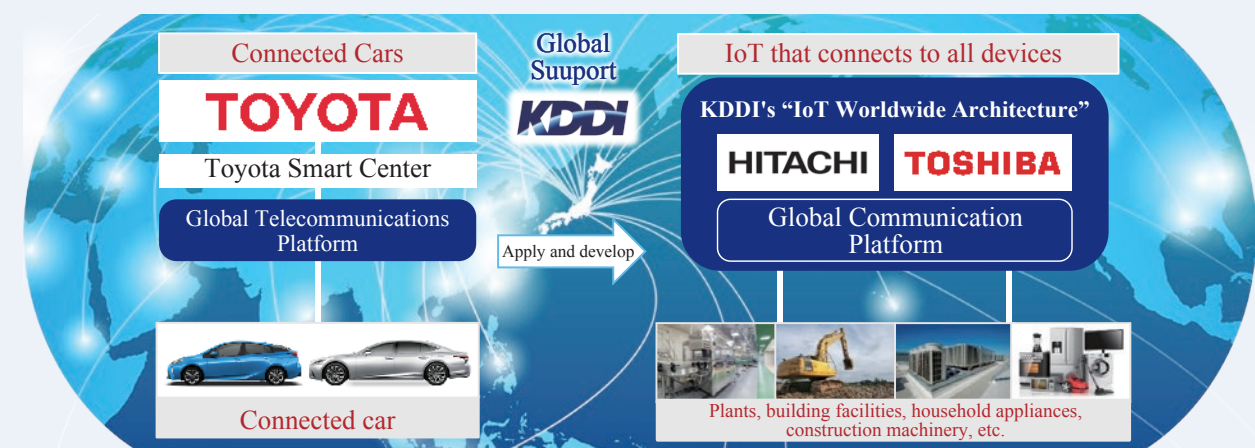 Connected Cars
TOYOTA
Toyota Smart Center
Global Telecommunications
Platform
Connected car
Global
Suuport
KDDI
Apply and develop
IoT that connects to all devices
KDDI's “IoT Worldwide Architecture”
HITACHI
TOSHIBA
Global Communication
Platform
Plants, building facilities, household appliances,
construction machinery, etc.